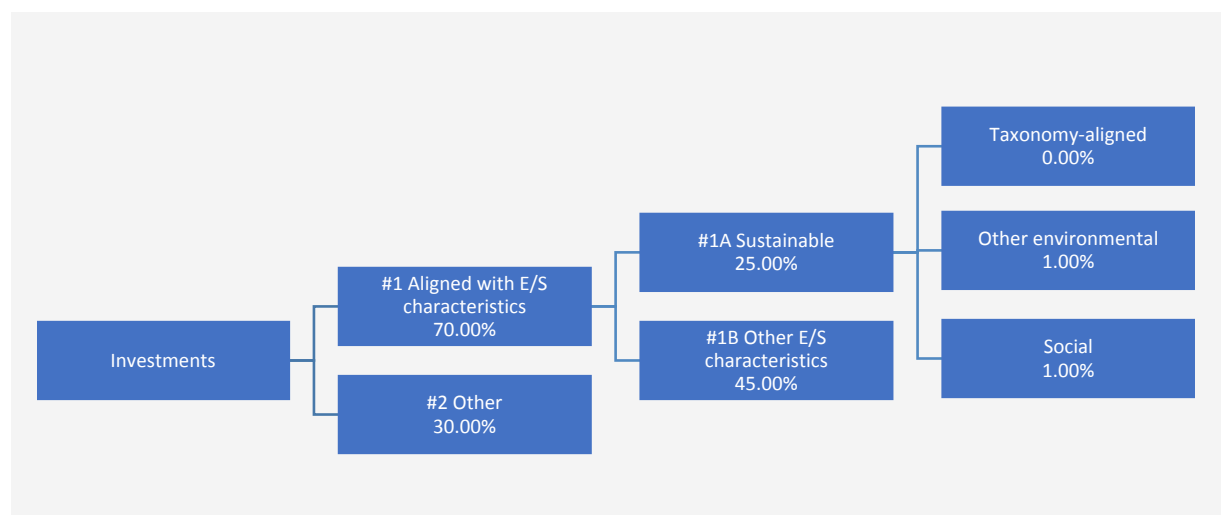 Investments
#1 Aligned with E/S
characteristics
70.00%
#2 Other
30.00%
#1A Sustainable
25.00%
#1B Other E/S
characteristics
45.00%
Taxonomy-aligned
0.00%
Other environmental
1.00%
Social
1.00%